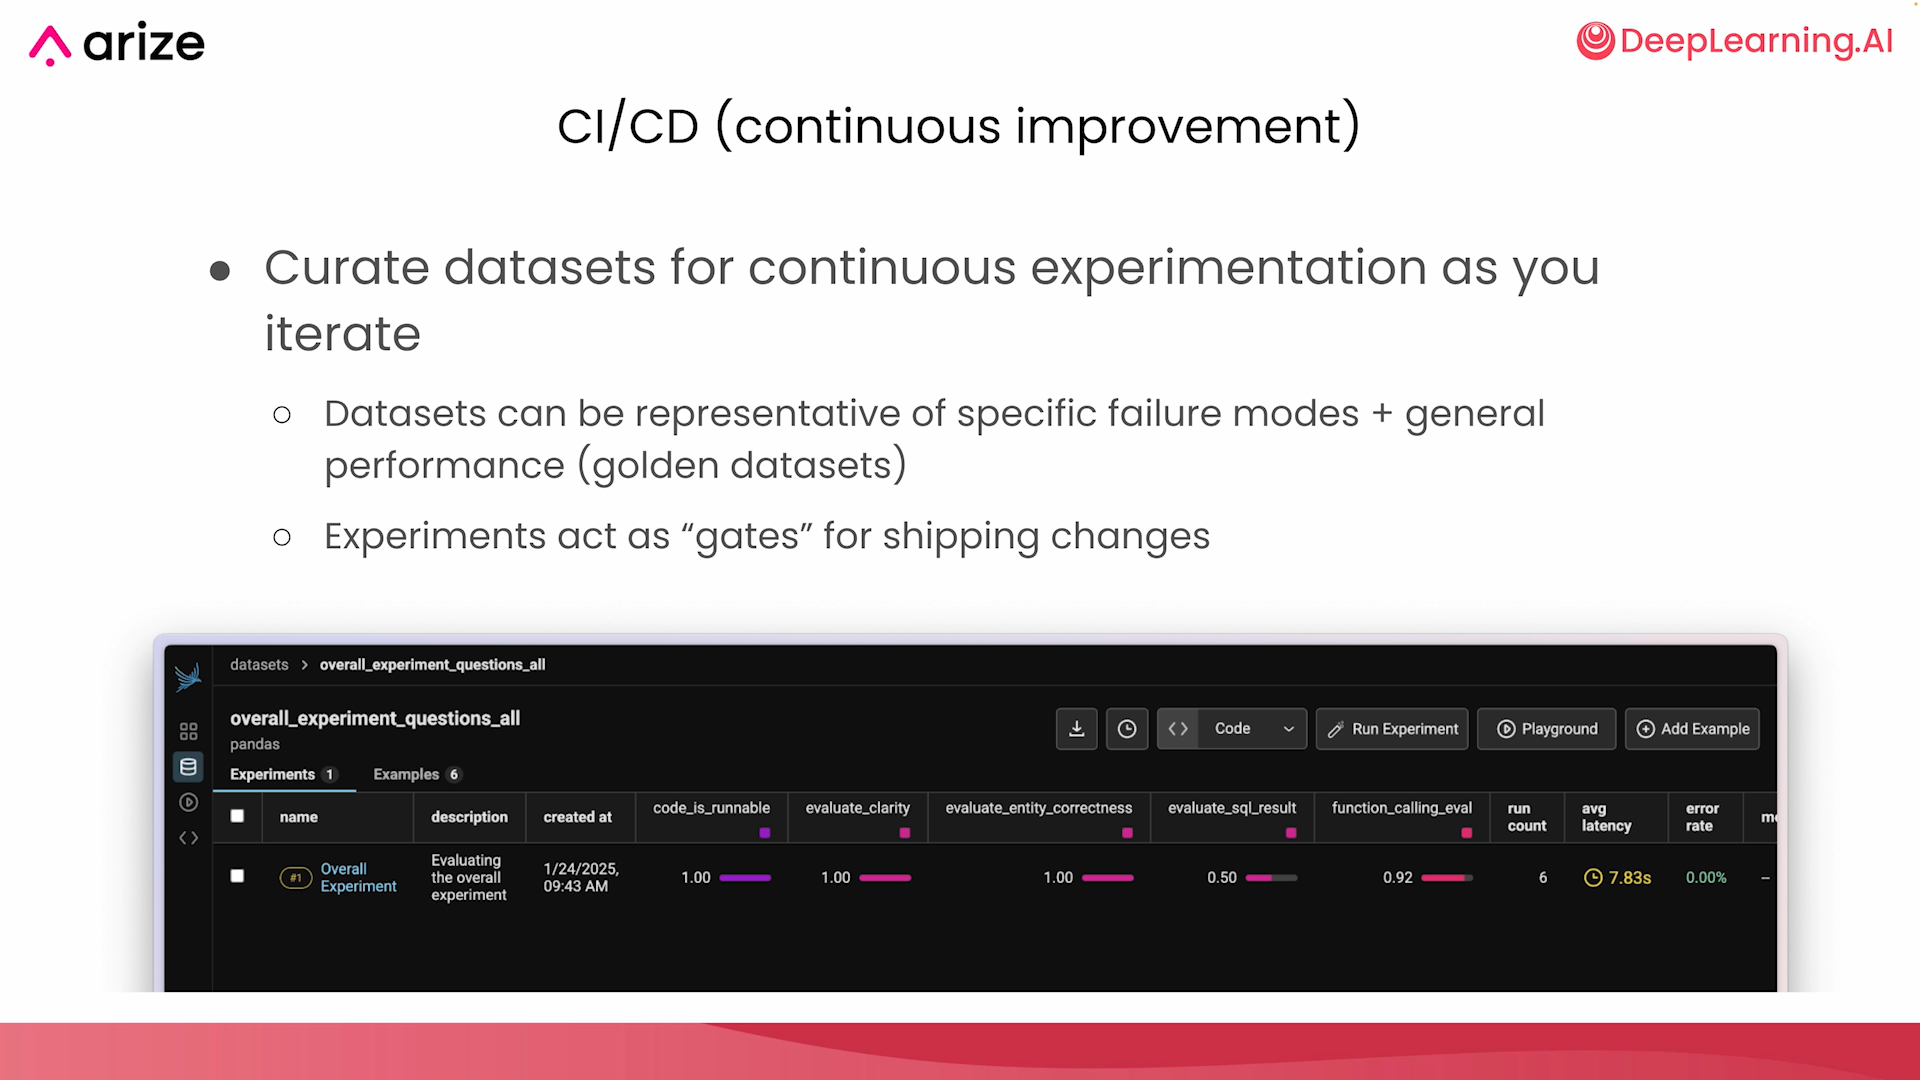 arize
DeepLearning.AI
CI/CD (continuous improvement)
● Curate datasets for continuous experimentation as you
iterate
○ Datasets can be representative of specific failure modes + general
performance (golden datasets)
○ Experiments act as “gates” for shipping changes
datasets > overall_experiment_questions_all
overall_experiment_questions_all
pandas
Code
Run Experiment
Playground
Add Example
Experiments 1
Examples 6
name
description
created at
code_is_runnable
evaluate_clarity
evaluate_entity_correctness
evaluate_sql_result
function_calling_eval
run
count
avg
latency
error
rate
#1
Overall
Experiment
Evaluating
the overall
experiment
1/24/2025,
09:43 AM
1.00
1.00
1.00
0.50
0.92
6
7.83s
0.00%
–